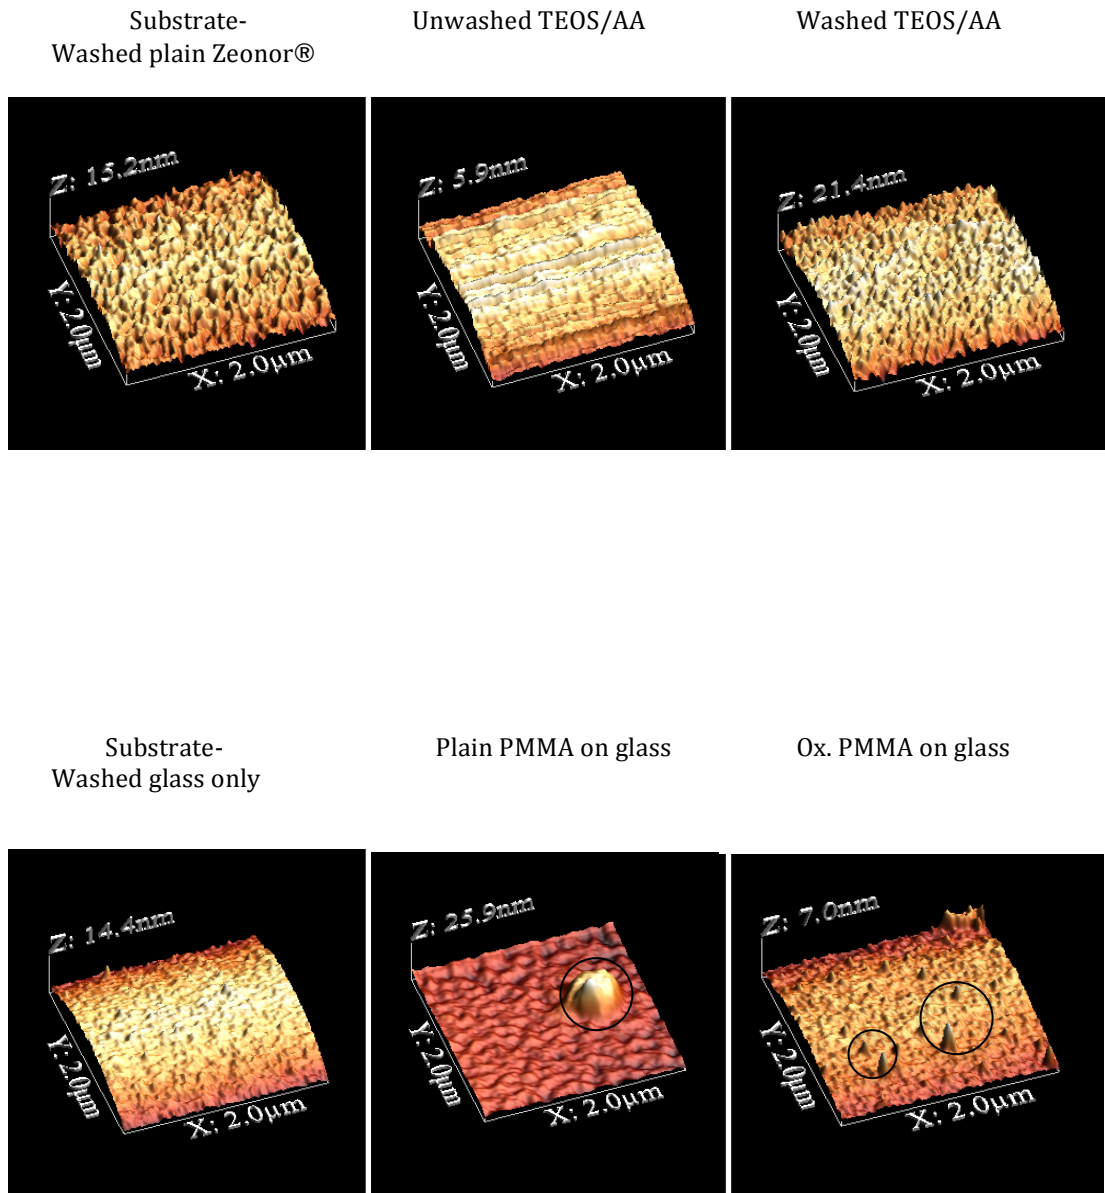 Substrate-
Washed plain Zeonor®
Unwashed TEOS/AA
Washed TEOS/AA
Z: 15.2nm
Y: 2.0µm
X: 2.0µm
Z: 5.9nm
Y: 2.0µm
X: 2.0µm
Z: 21.4nm
Y: 2.0µm
X: 2.0µm
Substrate-
Washed glass only
Plain PMMA on glass
Ox. PMMA on glass
Z: 14.4nm
Y: 2.0µm
X: 2.0µm
Z: 25.9nm
Y: 2.0µm
X: 2.0µm
Z: 7.0nm
Y: 2.0µm
X: 2.0µm